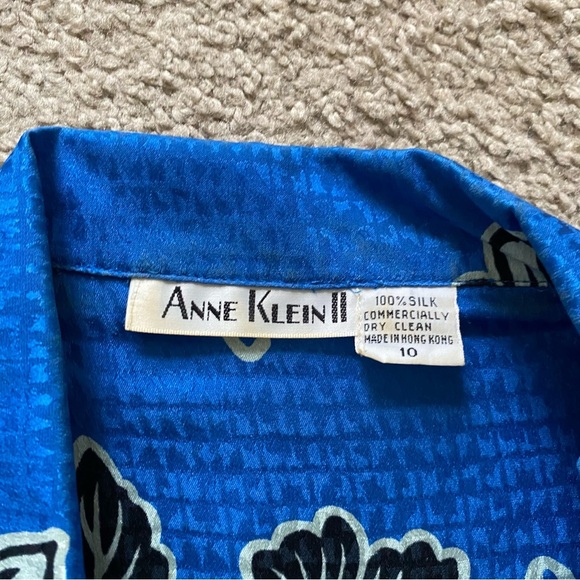 ANNE KLEIN II
100% SILK
COMMERCIALLY
DRY CLEAN
MADE IN HONG KONG
10